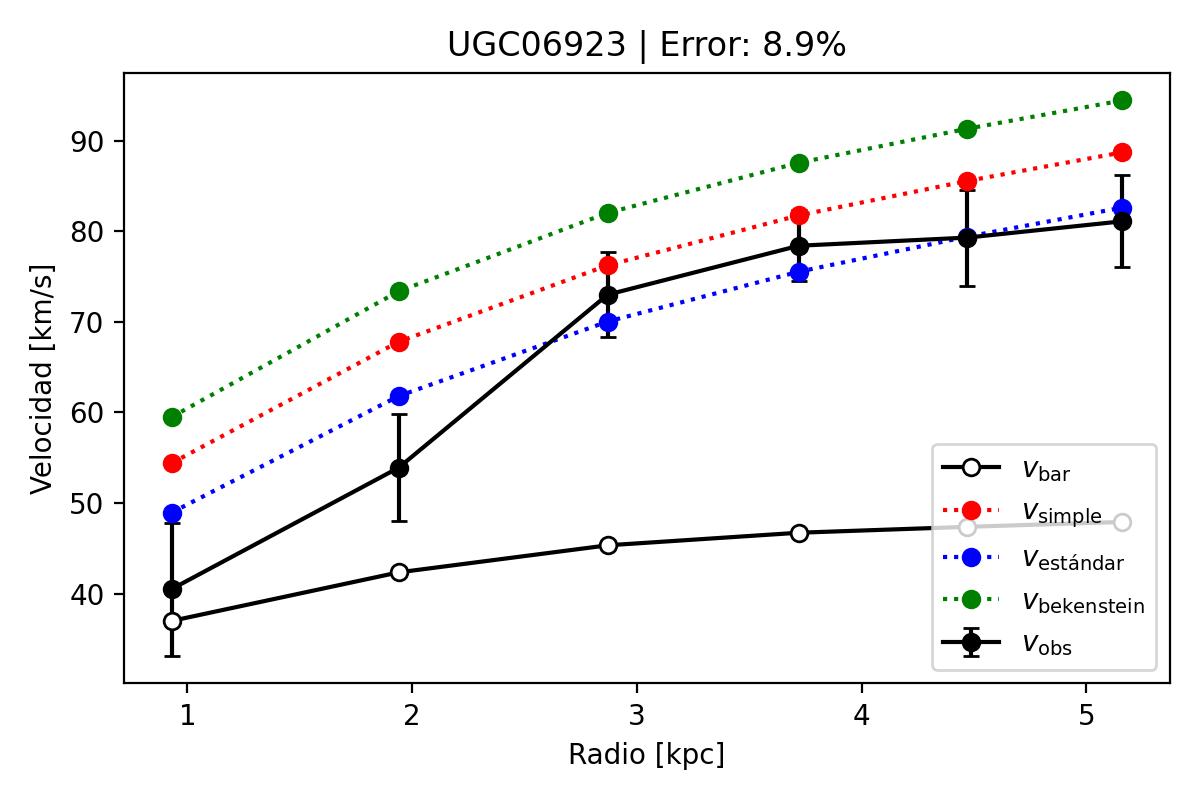 UGC06923 | Error: 8.9%
Velocidad [km/s]
90
80
70
60
50
40
v_bar
v_simple
v_estándar
v_bekenstein
v_obs
1 2 3 4 5
Radio [kpc]